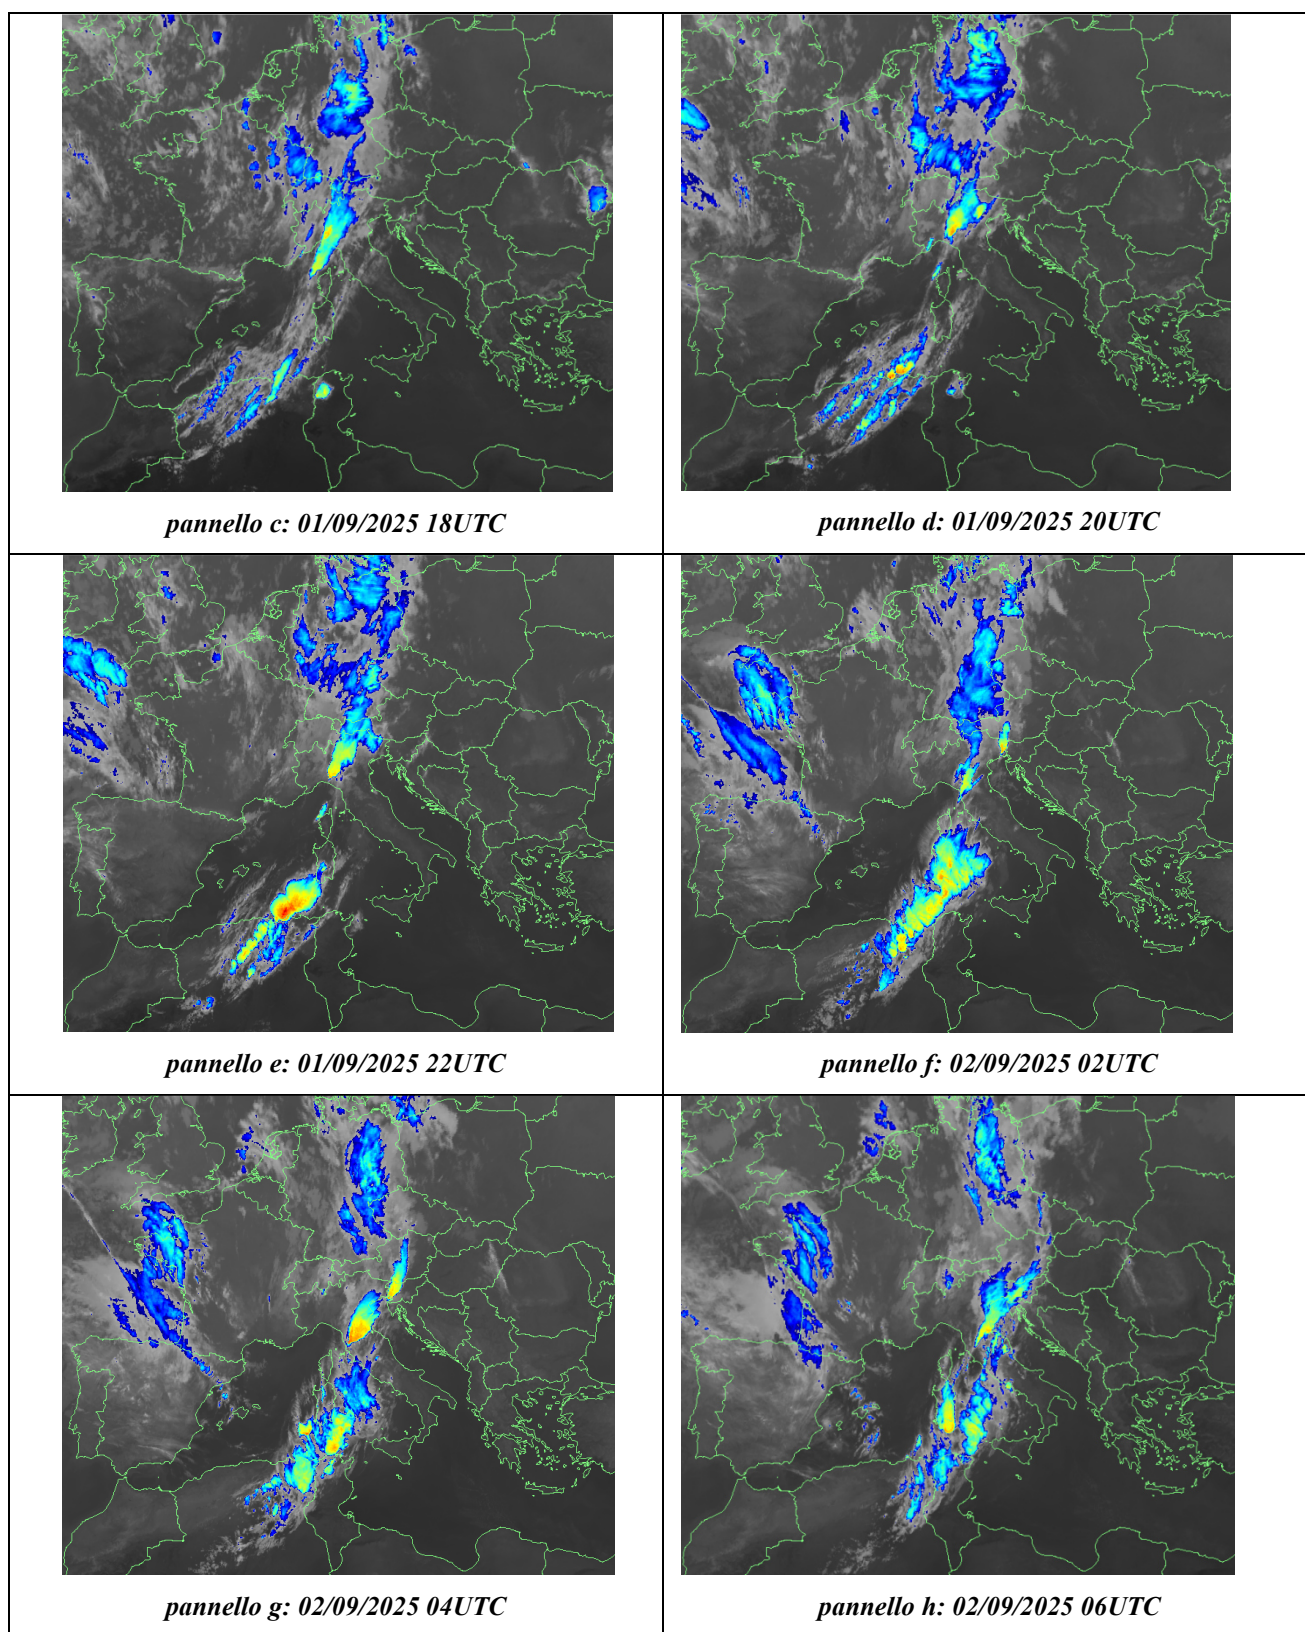 pannello c: 01/09/2025 18UTC
pannello d: 01/09/2025 20UTC
pannello e: 01/09/2025 22UTC
pannello f: 02/09/2025 02UTC
pannello g: 02/09/2025 04UTC
pannello h: 02/09/2025 06UTC